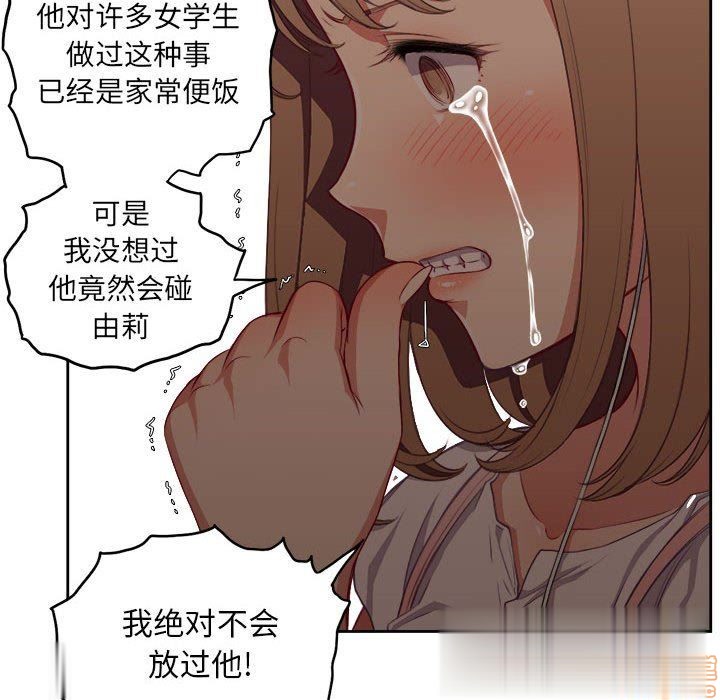 他对许多女学生
做过这种事
已经是家常便饭
可是
我没想过
他竟然会碰
由莉
我绝对不会
放过他!